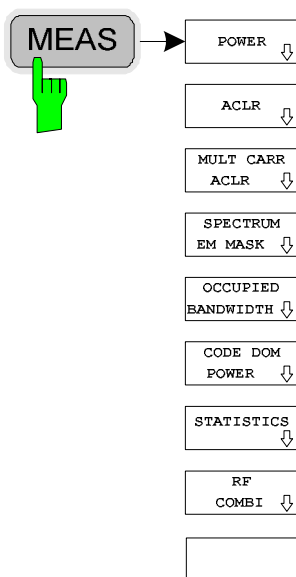 MEAS
POWER
ACLR
MULT CARR
ACLR
SPECTRUM
EM MASK
OCCUPIED
BANDWIDTH
CODE DOM
POWER
STATISTICS
RF
COMBI